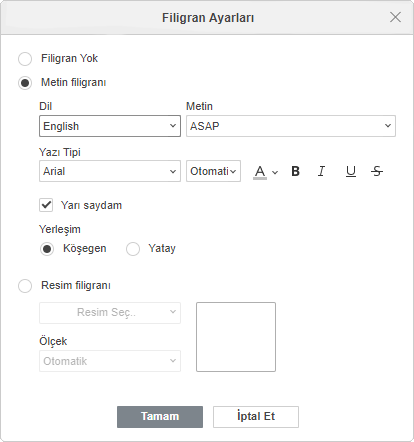 Filigran Ayarları
Filigran Yok
Metin filigranı
Dil Metin
English ASAP
Yazı Tipi
Arial Otomati A B I U S
Yarı saydam
Yerleşim
Köşegen Yatay
Resim filigranı
Resim Seç..
Ölçek
Otomatik
Tamam İptal Et